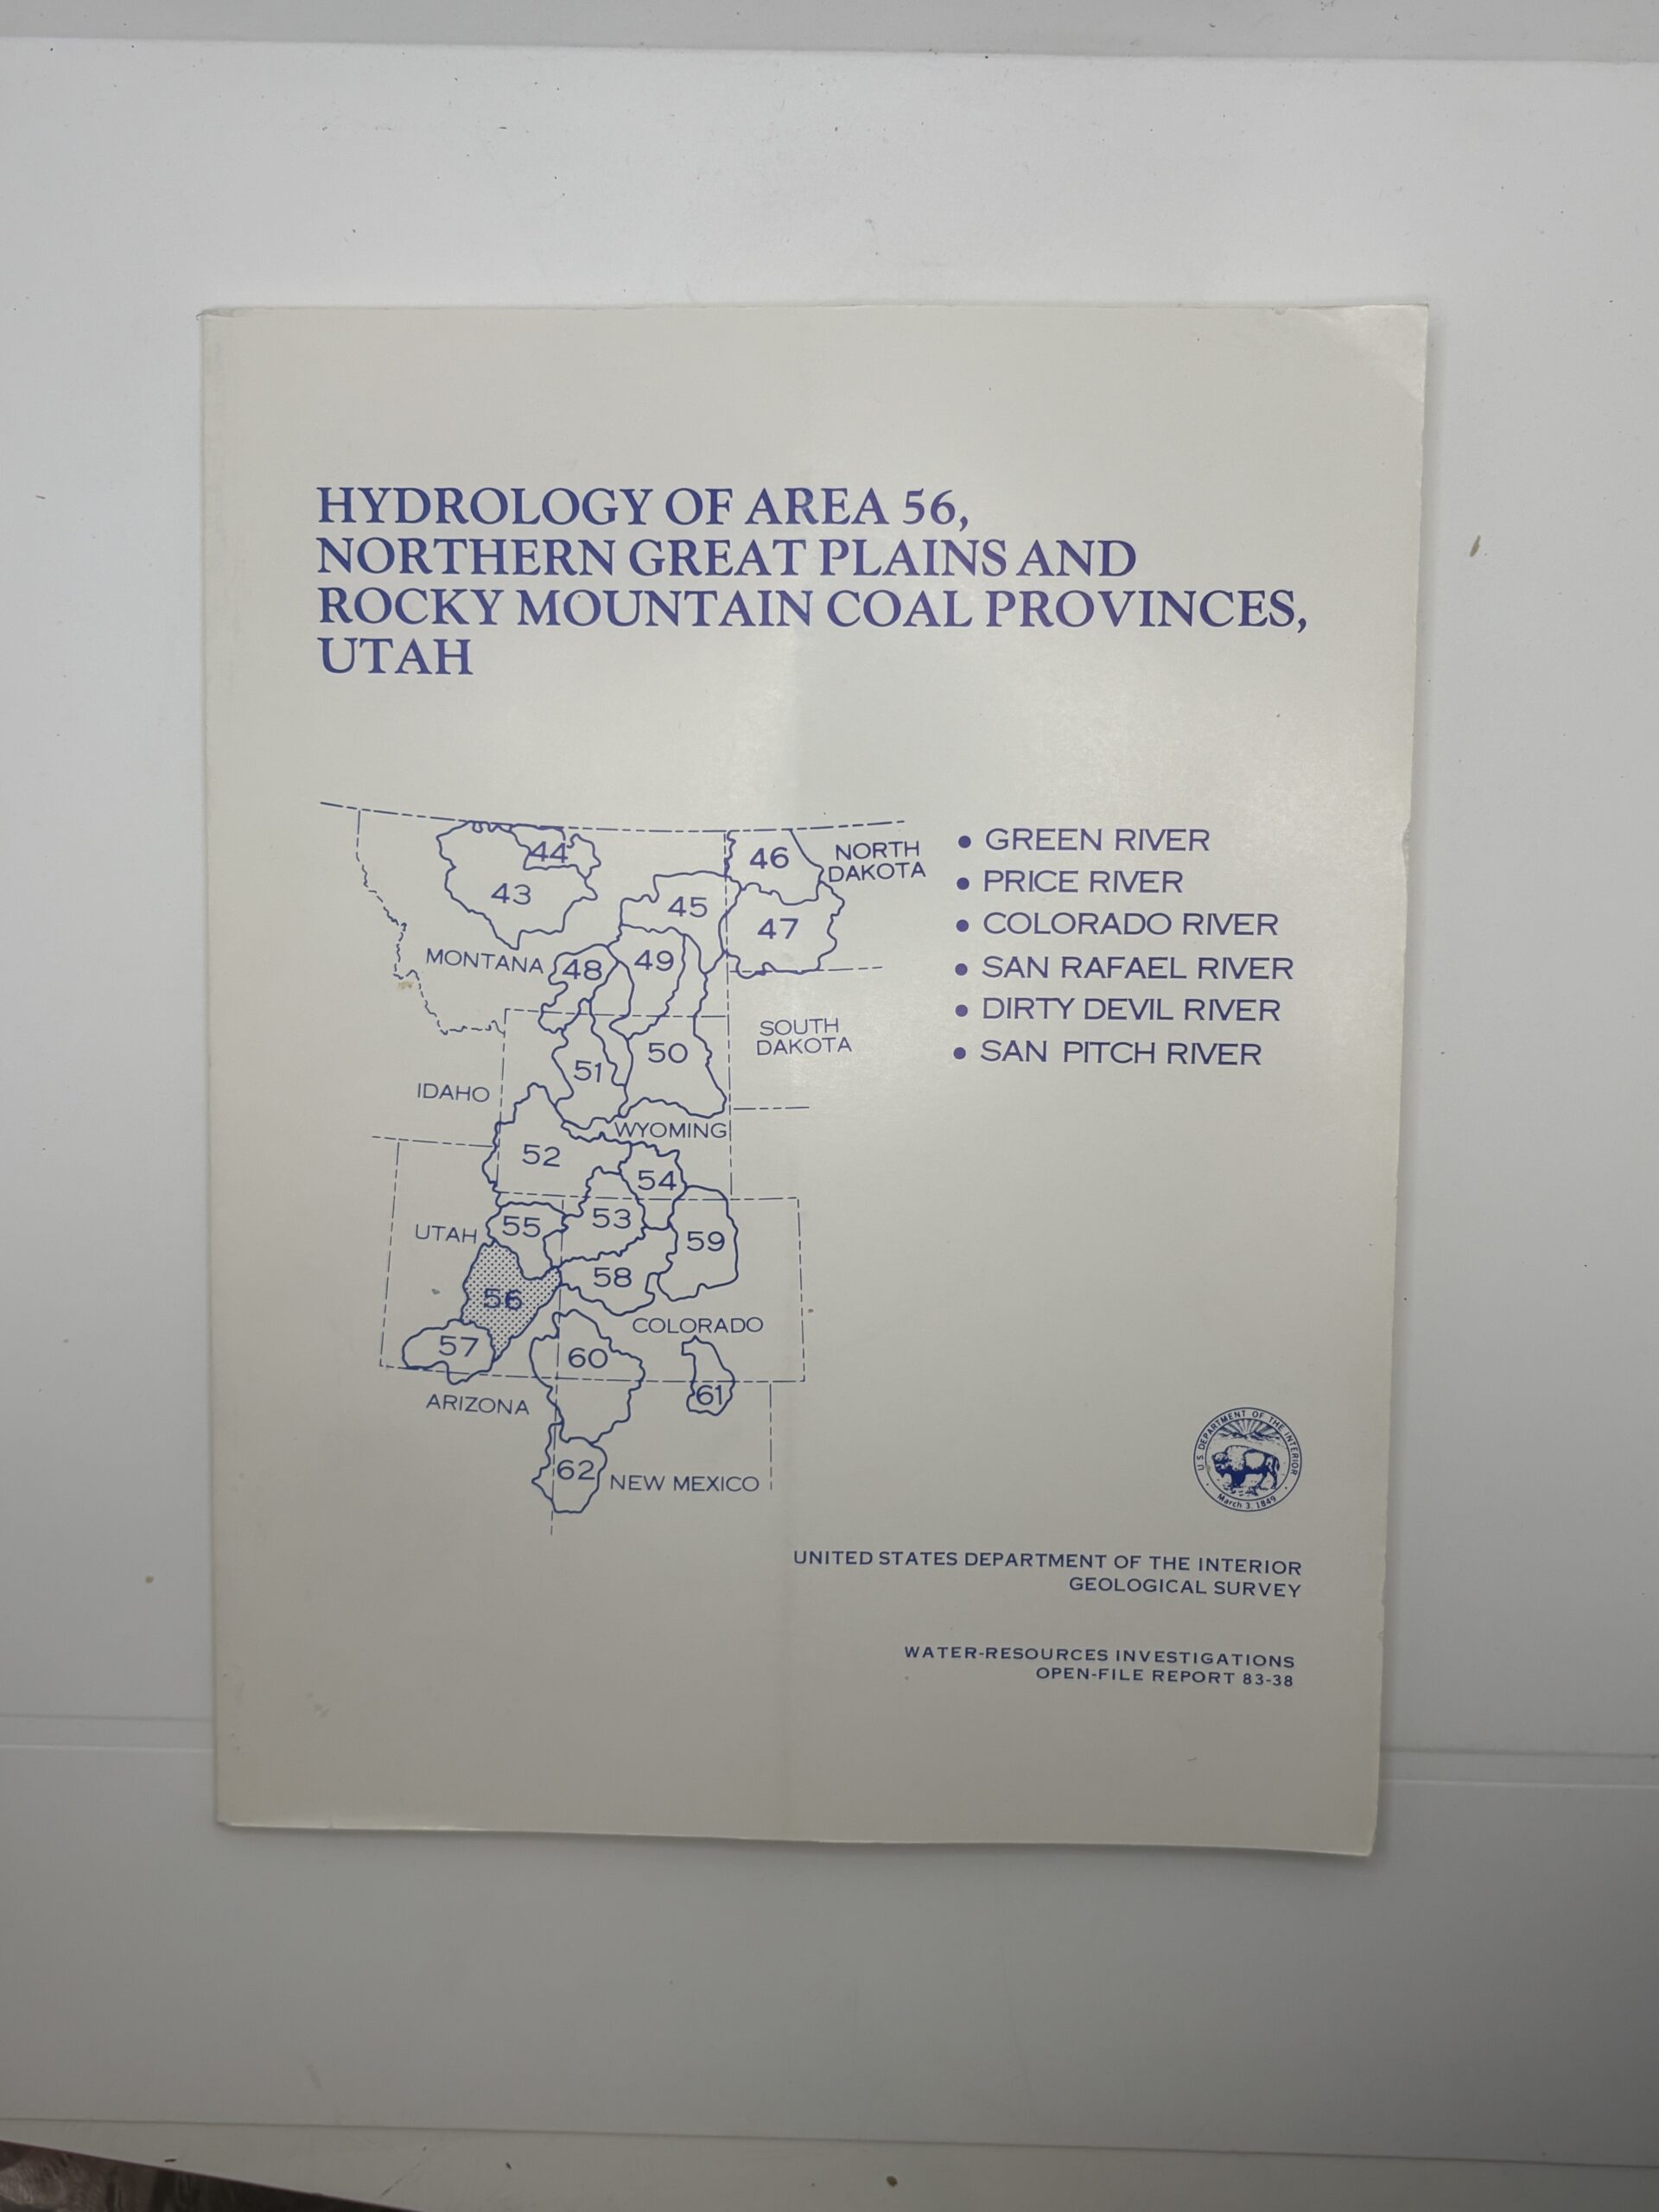 HYDROLOGY OF AREA 56,
NORTHERN GREAT PLAINS AND
ROCKY MOUNTAIN COAL PROVINCES,
UTAH
44
43
46
NORTH
DAKOTA
45
47
MONTANA
48
49
SOUTH
DAKOTA
50
51
IDAHO
WYOMING
52
54
53
55
UTAH
59
58
56
COLORADO
57
60
61
ARIZONA
62
NEW MEXICO
• GREEN RIVER
• PRICE RIVER
• COLORADO RIVER
• SAN RAFAEL RIVER
• DIRTY DEVIL RIVER
• SAN PITCH RIVER
U.S. DEPARTMENT OF THE INTERIOR
March 3, 1849
UNITED STATES DEPARTMENT OF THE INTERIOR
GEOLOGICAL SURVEY
WATER-RESOURCES INVESTIGATIONS
OPEN-FILE REPORT 83-38